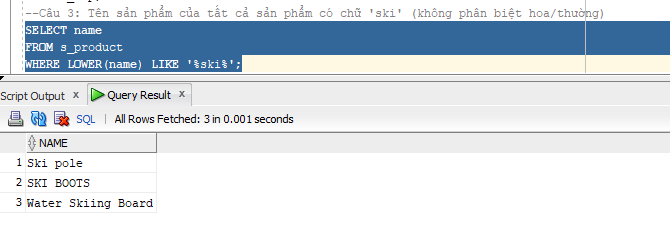 --Câu 3: Tên sản phẩm của tất cả sản phẩm có chữ 'ski' (không phân biệt hoa/thường)
SELECT name
FROM s_product
WHERE LOWER(name) LIKE '%ski%';
Script Output x Query Result x
SQL | All Rows Fetched: 3 in 0.001 seconds
NAME
1 Ski pole
2 SKI BOOTS
3 Water Skiing Board